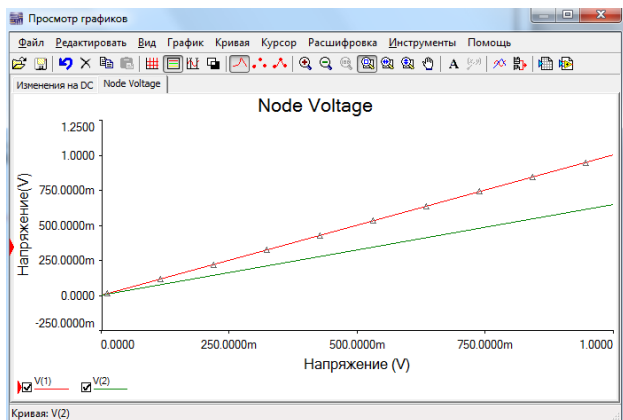 Просмотр графиков
Файл Редактировать Вид График Кривая Курсор Расшифровка Инструменты Помощь
A (x,y)
Изменения на DC Node Voltage
Node Voltage
Напряжение(V)
1.2500
1.0000
750.0000m
500.0000m
250.0000m
0.0000
-250.0000m
0.0000 250.0000m 500.0000m 750.0000m 1.0000
Напряжение (V)
V(1) V(2)
Кривая: V(2)